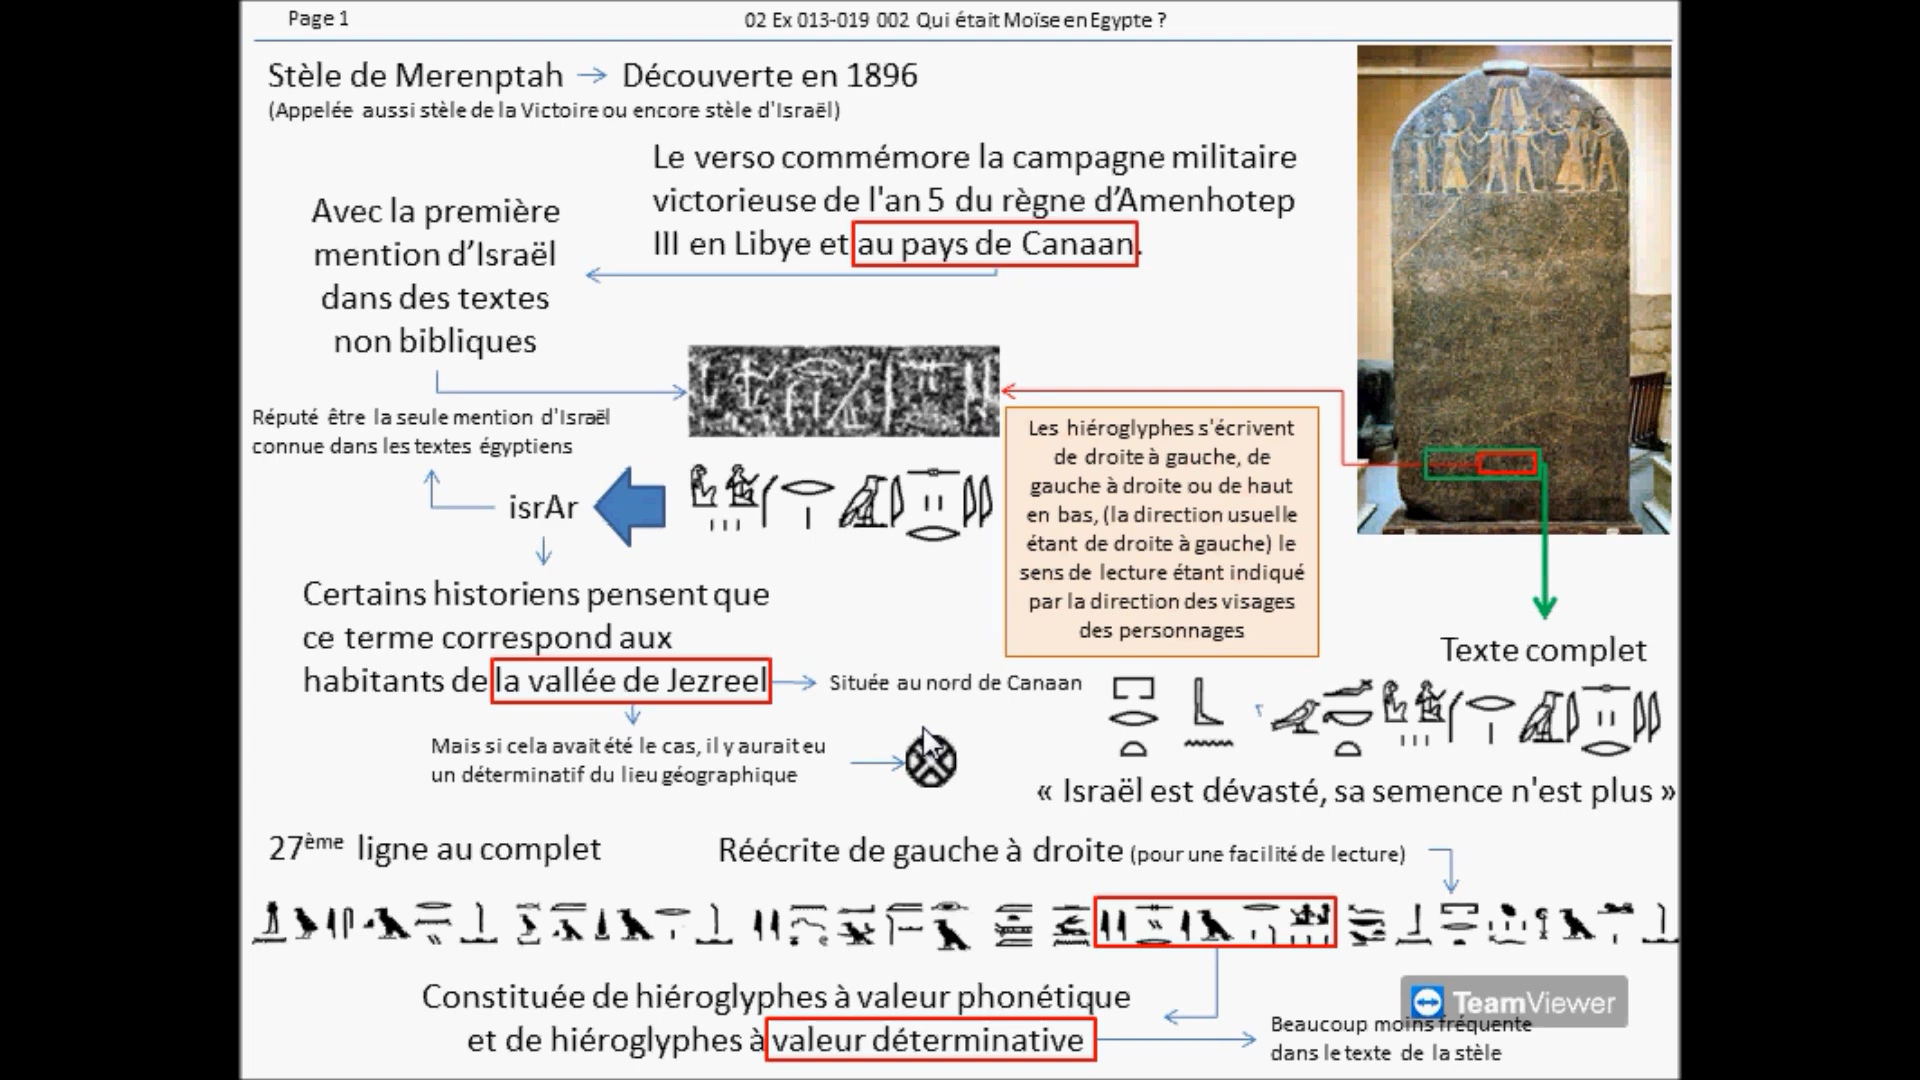 Page 1
02 Ex 013-019 002 Qui était Moïse en Egypte ?
Stèle de Merenptah → Découverte en 1896
(Appelée aussi stèle de la Victoire ou encore stèle d'Israël)
Le verso commémore la campagne militaire
victorieuse de l'an 5 du règne d’Amenhotep
III en Libye et au pays de Canaan.
Avec la première
mention d’Israël
dans des textes
non bibliques
Réputé être la seule mention d'Israël
connue dans les textes égyptiens
isrAr
Les hiéroglyphes s'écrivent
de droite à gauche, de
gauche à droite ou de haut
en bas, (la direction usuelle
étant de droite à gauche) le
sens de lecture étant indiqué
par la direction des visages
des personnages
Certains historiens pensent que
ce terme correspond aux
habitants de la vallée de Jezreel
Située au nord de Canaan
Mais si cela avait été le cas, il y aurait eu
un déterminatif du lieu géographique
Texte complet
« Israël est dévasté, sa semence n'est plus »
27ème ligne au complet
Réécrite de gauche à droite (pour une facilité de lecture)
Constituée de hiéroglyphes à valeur phonétique
et de hiéroglyphes à valeur déterminative
Beaucoup moins fréquente
dans le texte de la stèle
TeamViewer